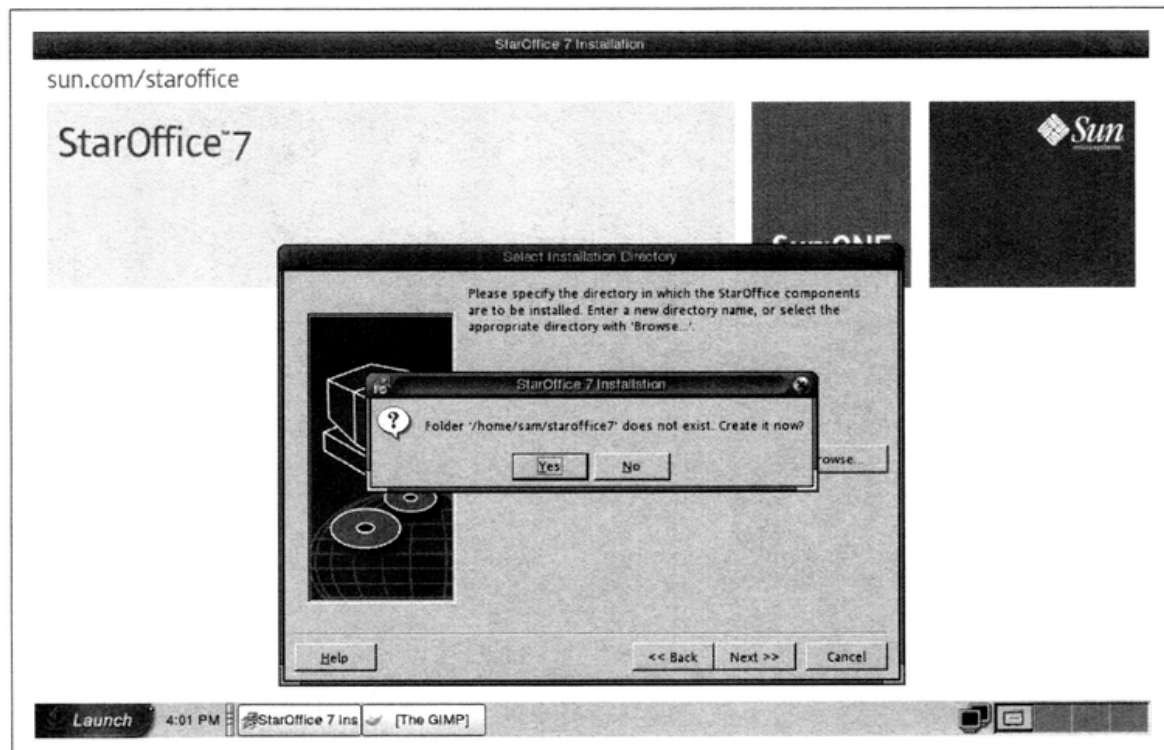 StarOffice 7 Installation
sun.com/staroffice
StarOffice™7
Sun
microsystems
Select Installation Directory
Please specify the directory in which the StarOffice components
are to be installed. Enter a new directory name, or select the
appropriate directory with 'Browse...'.
StarOffice 7 Installation
Folder '/home/sam/staroffice7' does not exist. Create it now?
Yes
No
rowse...
Help
<< Back
Next >>
Cancel
Launch
4:01 PM
StarOffice 7 Ins
[The GIMP]